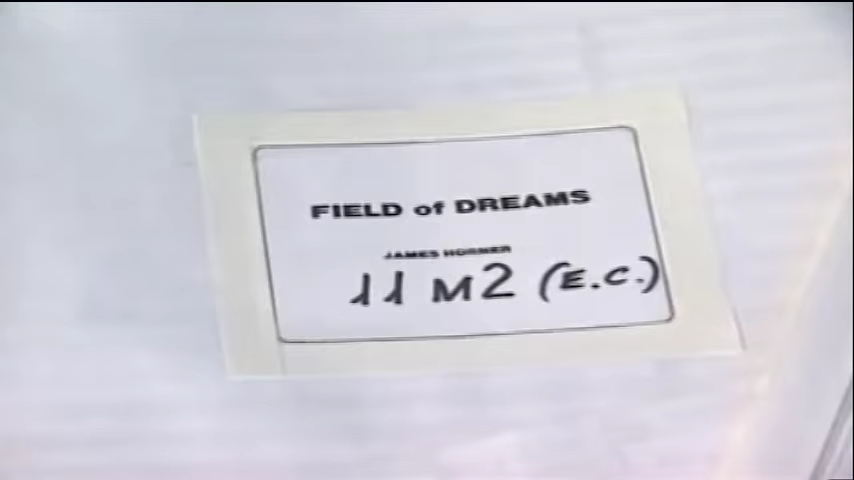 FIELD of DREAMS
JAMES HORNER
11 M2 (E.C.)